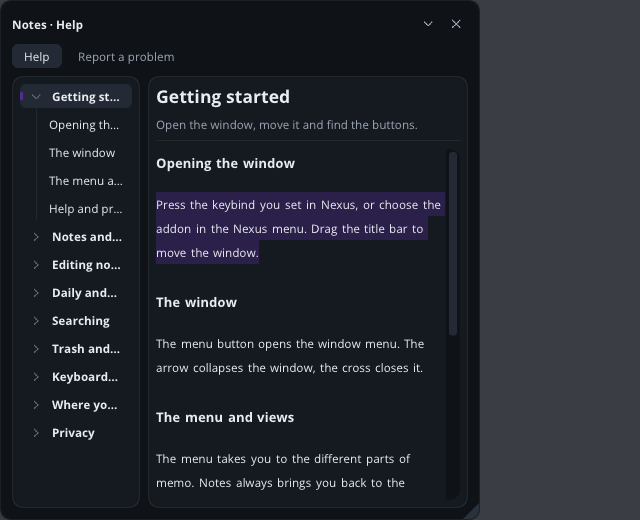 Notes · Help
Help
Report a problem
Getting st...
Opening th...
The window
The menu a...
Help and pr...
Notes and...
Editing no...
Daily and...
Searching
Trash and...
Keyboard...
Where yo...
Privacy
Getting started
Open the window, move it and find the buttons.
Opening the window
Press the keybind you set in Nexus, or choose the
addon in the Nexus menu. Drag the title bar to
move the window.
The window
The menu button opens the window menu. The
arrow collapses the window, the cross closes it.
The menu and views
The menu takes you to the different parts of
memo. Notes always brings you back to the